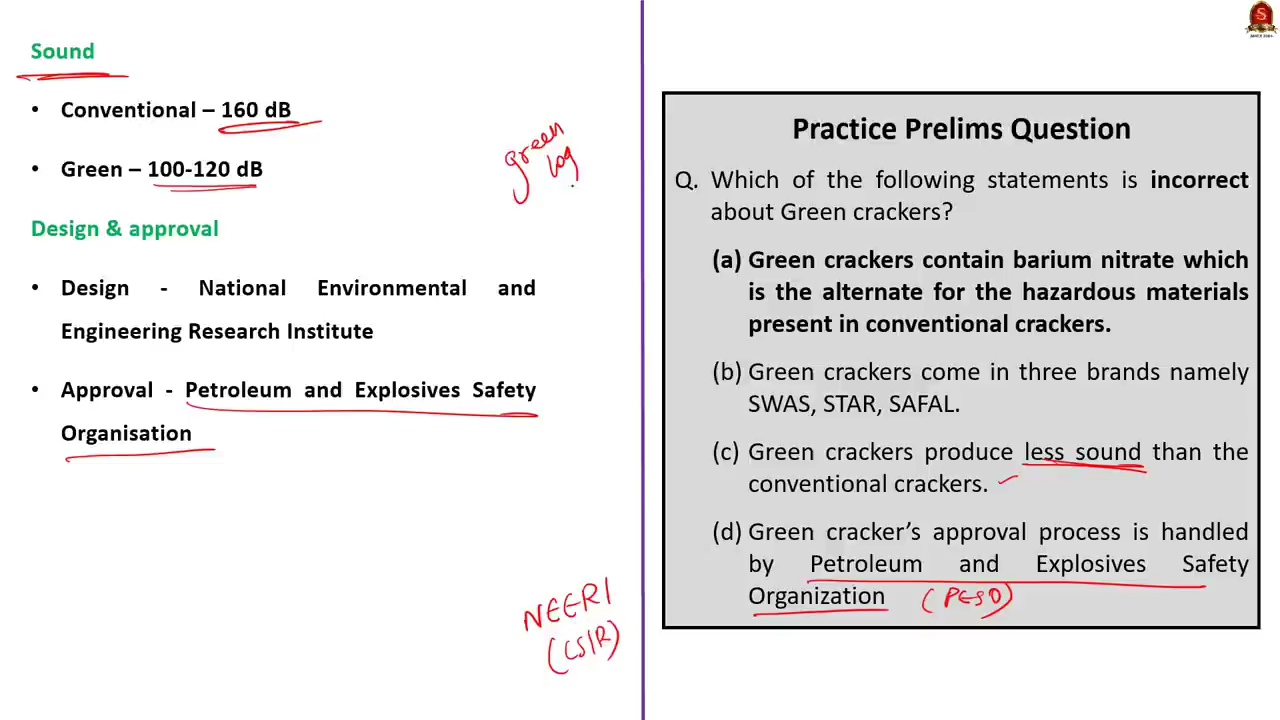 Sound
• Conventional – 160 dB
• Green – 100-120 dB
green
log
Design & approval
• Design - National Environmental and
Engineering Research Institute
• Approval - Petroleum and Explosives Safety
Organisation
NEERI
(CSIR)
Practice Prelims Question
Q. Which of the following statements is incorrect
about Green crackers?
(a) Green crackers contain barium nitrate which
is the alternate for the hazardous materials
present in conventional crackers.
(b) Green crackers come in three brands namely
SWAS, STAR, SAFAL.
(c) Green crackers produce less sound than the
conventional crackers.
(d) Green cracker’s approval process is handled
by Petroleum and Explosives Safety
Organization (PESO)